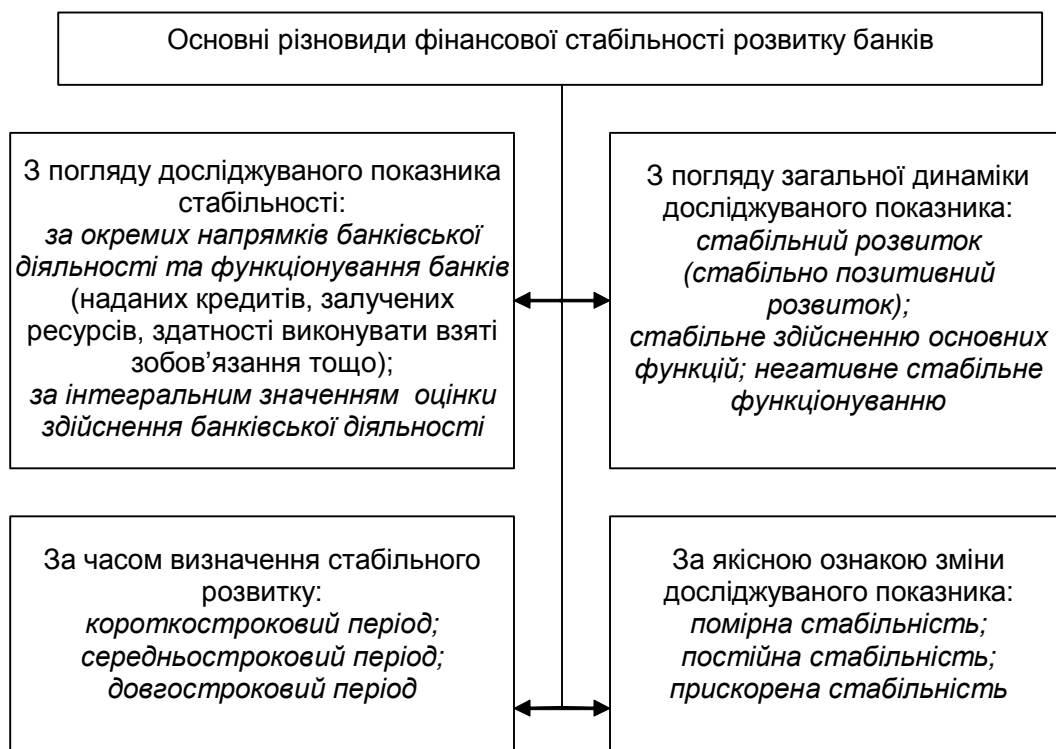 Основні різновиди фінансової стабільності розвитку банків
З погляду досліджуваного показника
стабільності:
за окремих напрямків банківської
діяльності та функціонування банків
(наданих кредитів, залучених
ресурсів, здатності виконувати взяті
зобов’язання тощо);
за інтегральним значенням оцінки
здійснення банківської діяльності
З погляду загальної динаміки
досліджуваного показника:
стабільний розвиток
(стабільно позитивний
розвиток);
стабільне здійсненню основних
функцій; негативне стабільне
функціонуванню
За часом визначення стабільного
розвитку:
короткостроковий період;
середньостроковий період;
довгостроковий період
За якісною ознакою зміни
досліджуваного показника:
помірна стабільність;
постійна стабільність;
прискорена стабільність